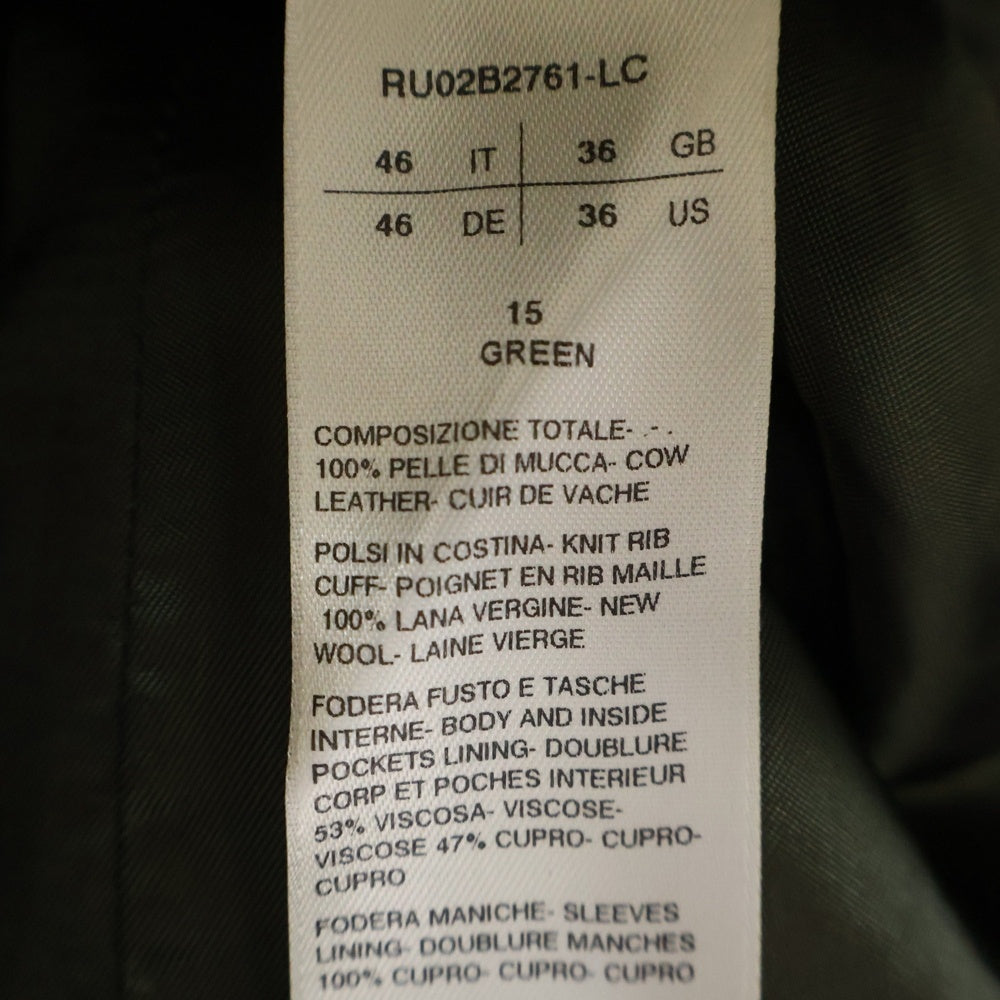 RU02B2761-LC
46 IT 36 GB
46 DE 36 US
15
GREEN
COMPOSIZIONE TOTALE- .-.
100% PELLE DI MUCCA- COW
LEATHER- CUIR DE VACHE
POLSI IN COSTINA- KNIT RIB
CUFF- POIGNET EN RIB MAILLE
100% LANA VERGINE- NEW
WOOL- LAINE VIERGE
FODERA FUSTO E TASCHE
INTERNE- BODY AND INSIDE
POCKETS LINING- DOUBLURE
CORP ET POCHES INTERIEUR
53% VISCOSA- VISCOSE-
VISCOSE 47% CUPRO- CUPRO-
CUPRO
FODERA MANICHE- SLEEVES
LINING- DOUBLURE MANCHES
100% CUPRO- CUPRO- CUPRO